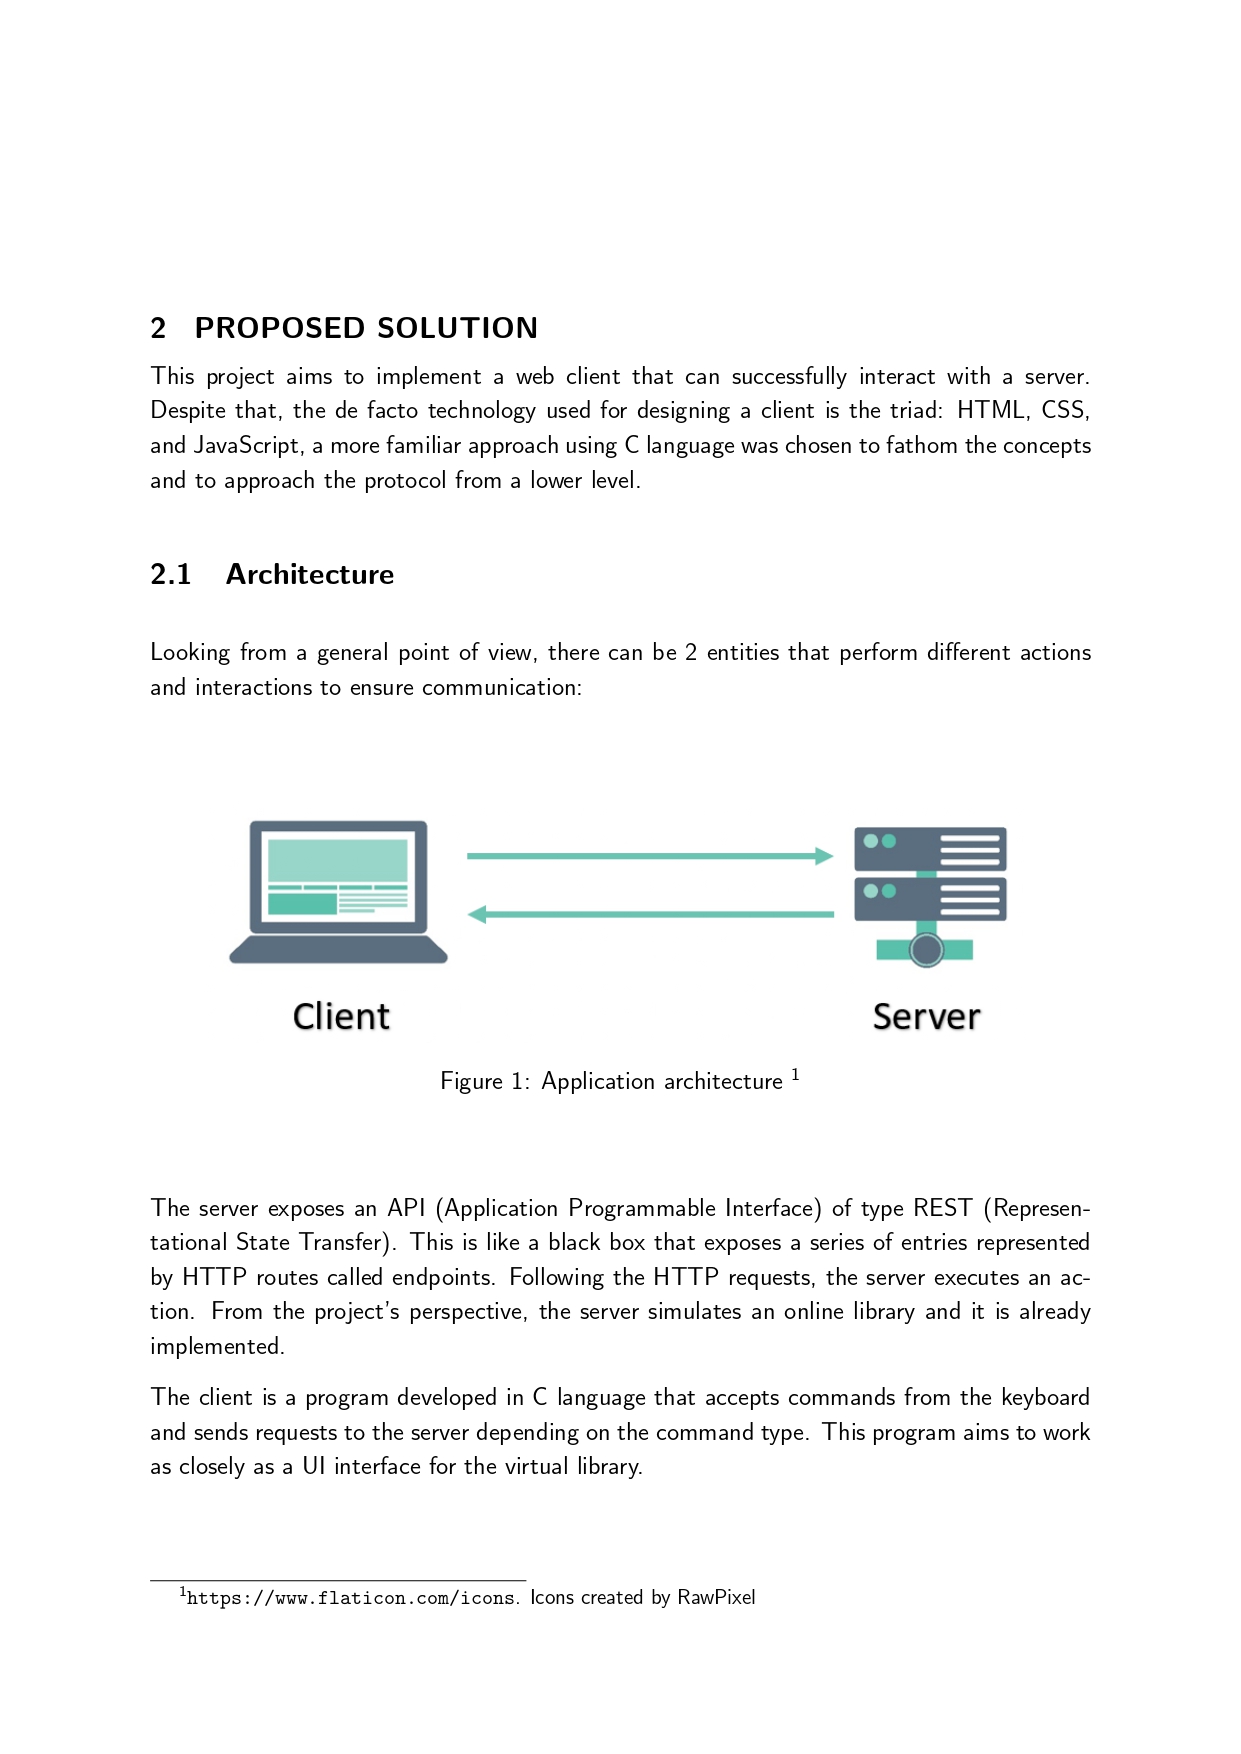 2 PROPOSED SOLUTION
This project aims to implement a web client that can successfully interact with a server.
Despite that, the de facto technology used for designing a client is the triad: HTML, CSS,
and JavaScript, a more familiar approach using C language was chosen to fathom the concepts
and to approach the protocol from a lower level.
2.1 Architecture
Looking from a general point of view, there can be 2 entities that perform different actions
and interactions to ensure communication:
Client Server
Figure 1: Application architecture 1
The server exposes an API (Application Programmable Interface) of type REST (Represen-
tational State Transfer). This is like a black box that exposes a series of entries represented
by HTTP routes called endpoints. Following the HTTP requests, the server executes an ac-
tion. From the project's perspective, the server simulates an online library and it is already
implemented.
The client is a program developed in C language that accepts commands from the keyboard
and sends requests to the server depending on the command type. This program aims to work
as closely as a UI interface for the virtual library.
1https://www.flaticon.com/icons. Icons created by RawPixel